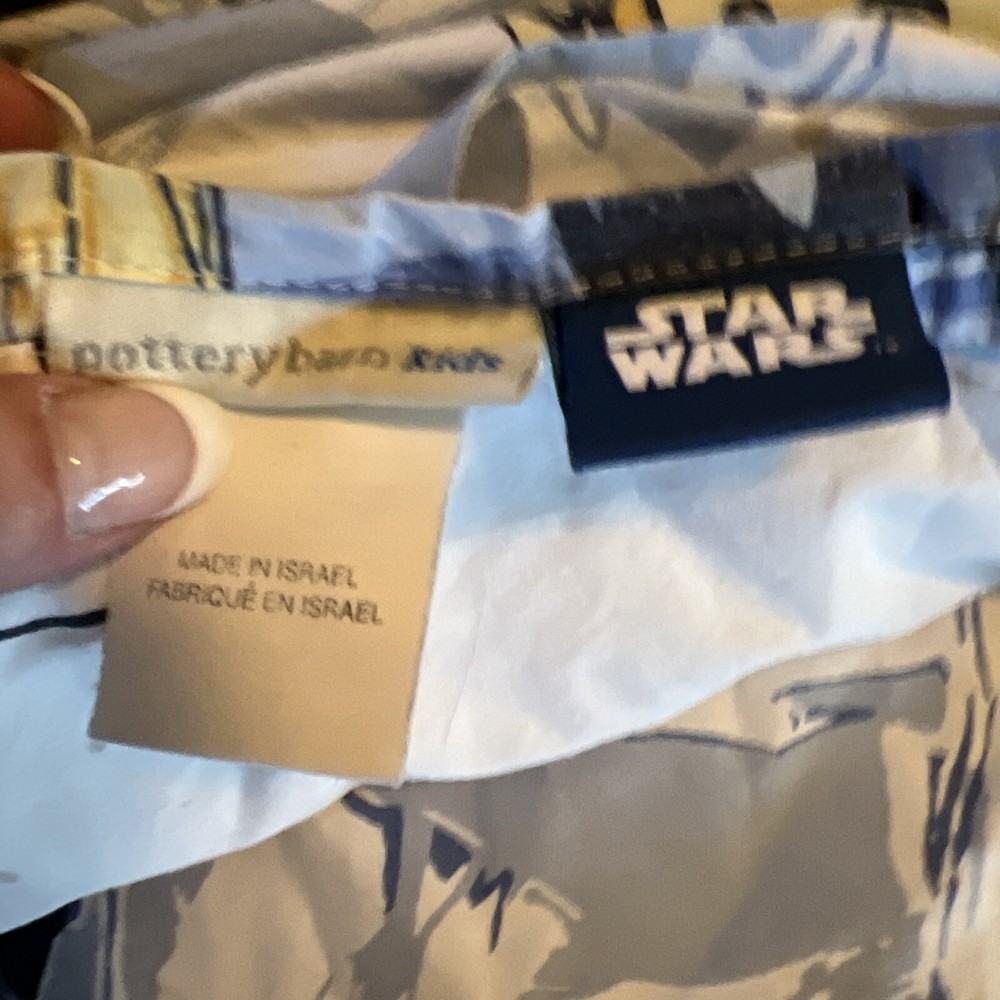 potterybarn kids
STAR
WARS
MADE IN ISRAEL
FABRIQUÉ EN ISRAEL